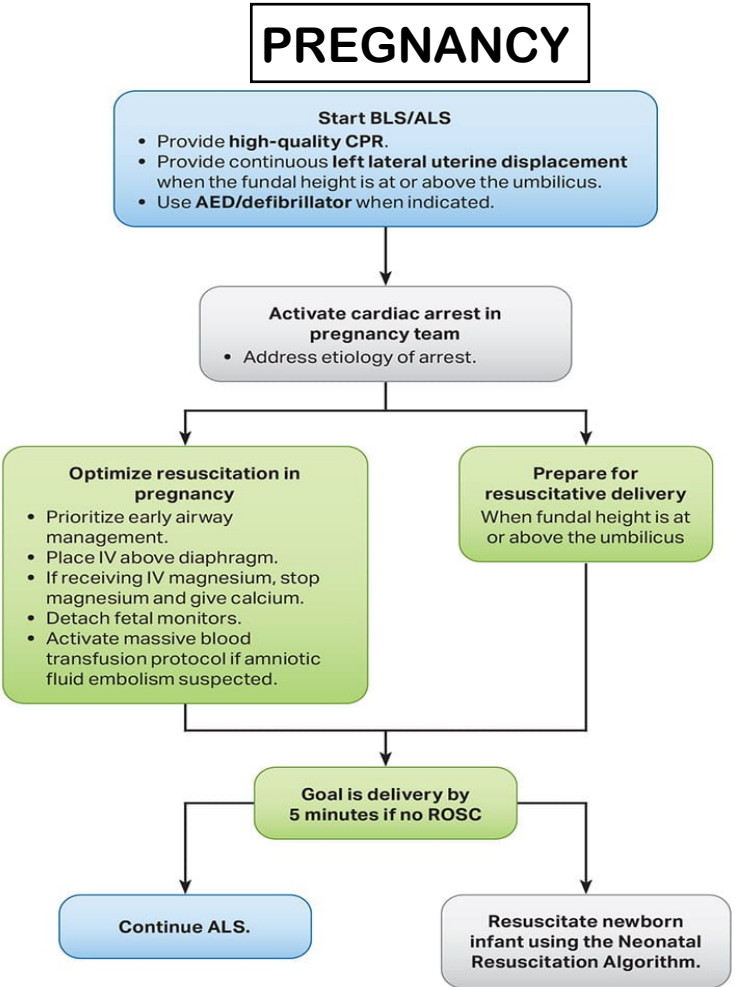 PREGNANCY
Start BLS/ALS
• Provide high-quality CPR.
• Provide continuous left lateral uterine displacement
when the fundal height is at or above the umbilicus.
• Use AED/defibrillator when indicated.
Activate cardiac arrest in
pregnancy team
• Address etiology of arrest.
Optimize resuscitation in
pregnancy
• Prioritize early airway
management.
• Place IV above diaphragm.
• If receiving IV magnesium, stop
magnesium and give calcium.
• Detach fetal monitors.
• Activate massive blood
transfusion protocol if amniotic
fluid embolism suspected.
Prepare for
resuscitative delivery
When fundal height is at
or above the umbilicus
Goal is delivery by
5 minutes if no ROSC
Continue ALS.
Resuscitate newborn
infant using the Neonatal
Resuscitation Algorithm.